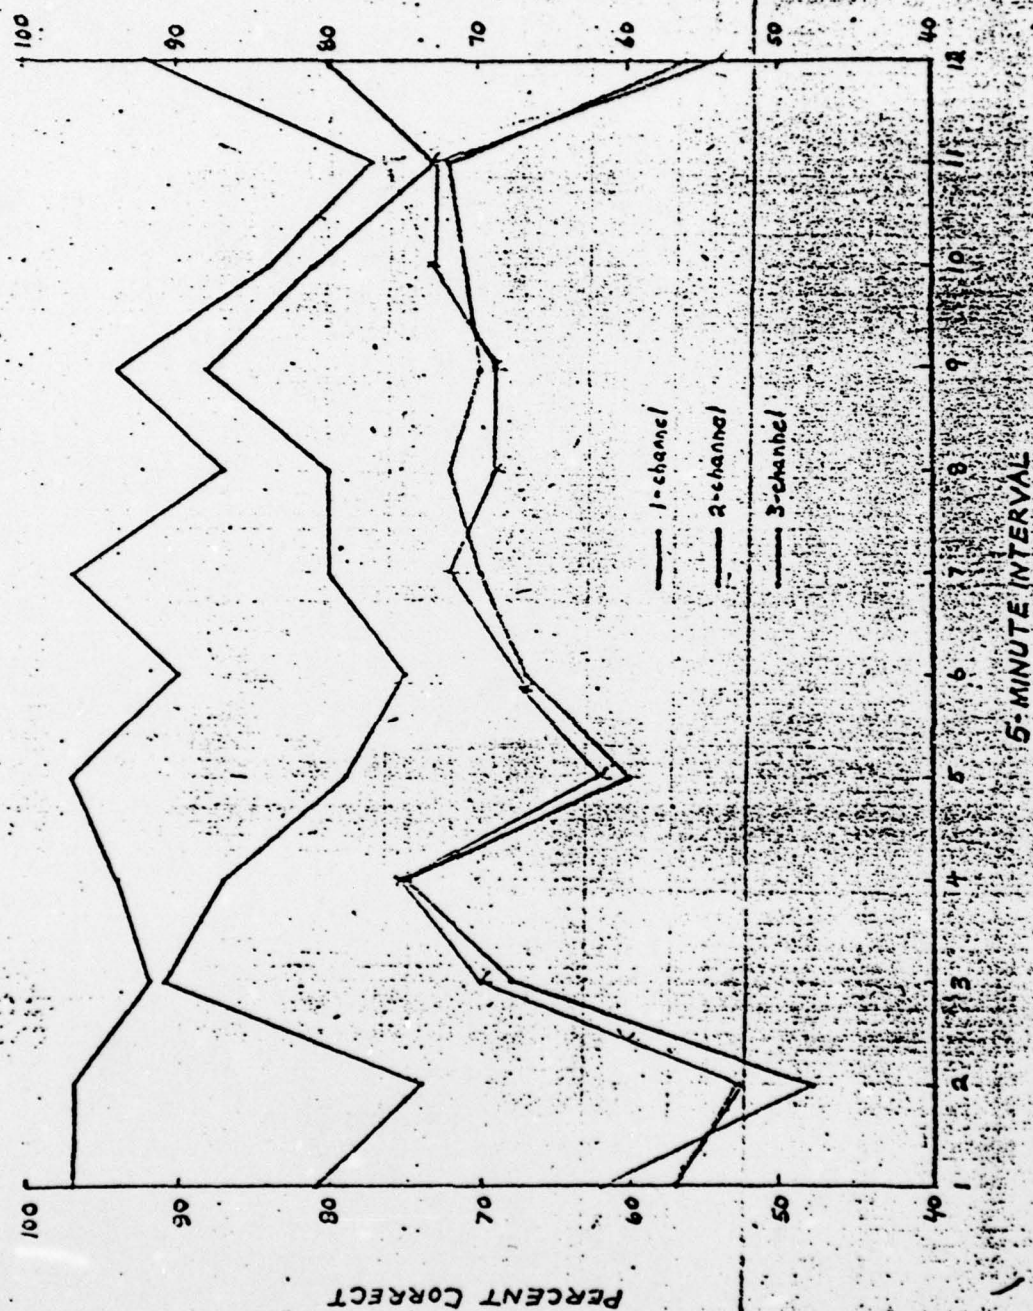 PERCENT CORRECT
100 90 80 70 60 50 40
100 90 80 70 60 50 40
1 2 3 4 5 6 7 8 9 10 11 12
5-MINUTE INTERVAL
1-channel
2-channel
3-channel